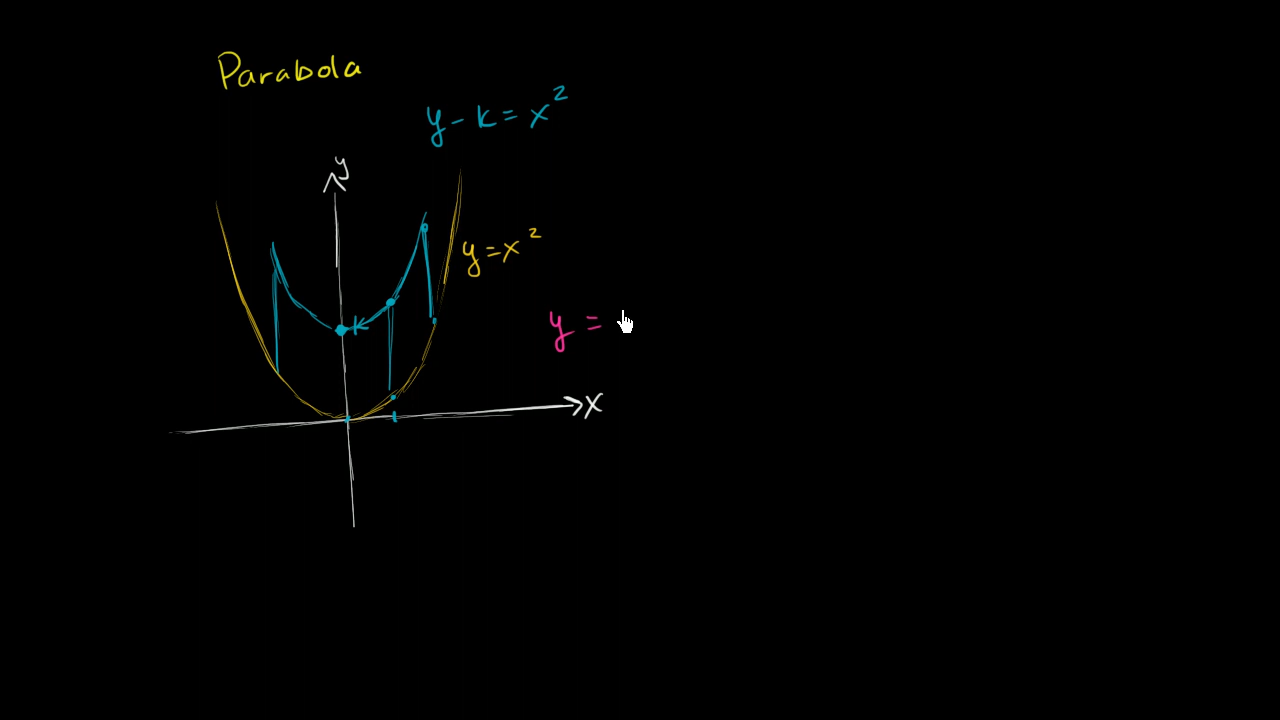 Parabola
y - k = x²
y
y = x²
k
y =
x